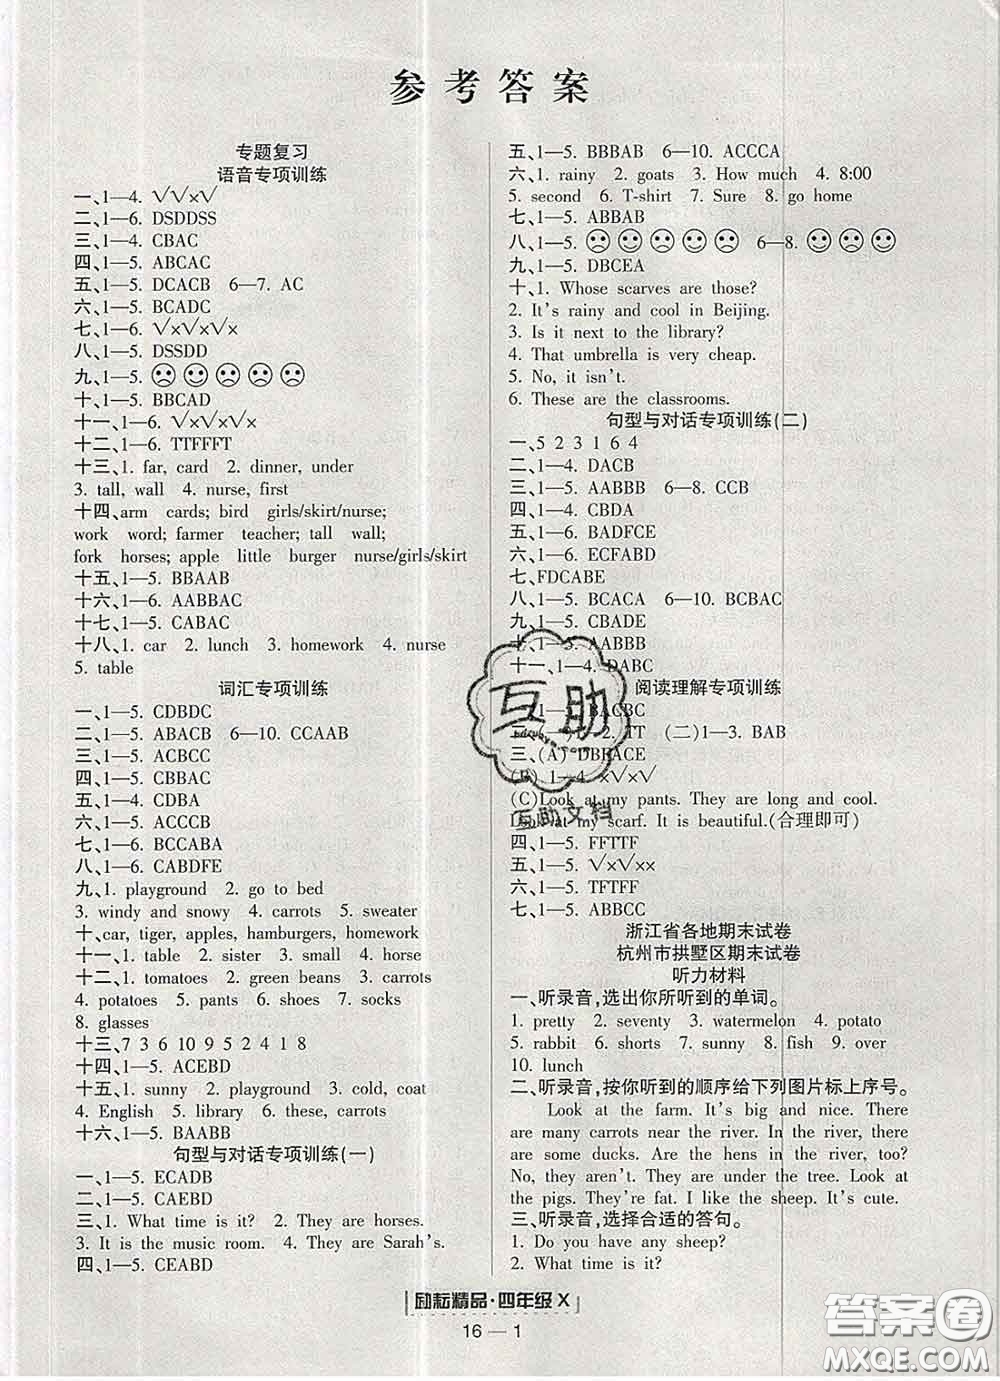 参考答案
专题复习
语音专项训练
一、1—4. √√×√
二、1—6. DSDDSS
三、1—4. CBAC
四、1—5. ABCAC
五、1—5. DCACB 6—7. AC
六、1—5. BCADC
七、1—6. √×√×√×
八、1—5. DSSDD
九、1—5. ☹ ☺ ☹ ☹ ☹
十、1—5. BBCAD
十一、1—6. √×√×√×
十二、1—6. TTFFFT
十三、1. far, card 2. dinner, under
3. tall, wall 4. nurse, first
十四、arm cards; bird girls/skirt/nurse;
work word; farmer teacher; tall wall;
fork horses; apple little burger nurse/girls/skirt
十五、1—5. BBAAB
十六、1—6. AABBAC
十七、1—5. CABAC
十八、1. car 2. lunch 3. homework 4. nurse
5. table
词汇专项训练
一、1—5. CDBDC
二、1—5. ABACB 6—10. CCAAB
三、1—5. ACBCC
四、1—5. CBBAC
五、1—4. CDBA
六、1—5. ACCCB
七、1—6. BCCABA
八、1—6. CABDFE
九、1. playground 2. go to bed
3. windy and snowy 4. carrots 5. sweater
十、car, tiger, apples, hamburgers, homework
十一、1. table 2. sister 3. small 4. horse
十二、1. tomatoes 2. green beans 3. carrots
4. potatoes 5. pants 6. shoes 7. socks
8. glasses
十三、7 3 6 10 9 5 2 4 1 8
十四、1—5. ACEBD
十五、1. sunny 2. playground 3. cold, coat
4. English 5. library 6. these, carrots
十六、1—5. BAABB
句型与对话专项训练(一)
一、1—5. ECADB
二、1—5. CAEBD
三、1. What time is it? 2. They are horses.
3. It is the music room. 4. They are Sarah's.
四、1—5. CEABD
五、1—5. BBBAB 6—10. ACCCA
六、1. rainy 2. goats 3. How much 4. 8:00
5. second 6. T-shirt 7. Sure 8. go home
七、1—5. ABBAB
八、1—5. ☹ ☹ ☹ ☺ ☹ 6—8. ☺ ☹ ☺
九、1—5. DBCEA
十、1. Whose scarves are those?
2. It's rainy and cool in Beijing.
3. Is it next to the library?
4. That umbrella is very cheap.
5. No, it isn't.
6. These are the classrooms.
句型与对话专项训练(二)
一、5 2 3 1 6 4
二、1—4. DACB
三、1—5. AABBB 6—8. CCB
四、1—4. CBDA
五、1—6. BADFCE
六、1—6. ECFABD
七、FDCABE
八、1—5. BCACA 6—10. BCBAC
九、1—5. CBADE
十、1—5. AABBB
十一、1—4. DABC
阅读理解专项训练
一、1—5. BACBC
TT (二)1—3. BAB
三、(A) DBFACE
(B) 1—4. ×√×√
(C)Look at my pants. They are long and cool.
Look at my scarf. It is beautiful.(合理即可)
四、1—5. FFTTF
五、1—5. √×√××
六、1—5. TFTFF
七、1—5. ABBCC
浙江省各地期末试卷
杭州市拱墅区期末试卷
听力材料
一、听录音,选出你所听到的单词。
1. pretty 2. seventy 3. watermelon 4. potato
5. rabbit 6. shorts 7. sunny 8. fish 9. over
10. lunch
二、听录音,按你听到的顺序给下列图片标上序号。
Look at the farm. It's big and nice. There
are many carrots near the river. In the river, there
are some ducks. Are the hens in the river, too?
No, they aren't. They are under the tree. Look at
the pigs. They're fat. I like the sheep. It's cute.
三、听录音,选择合适的答句。
1. Do you have any sheep?
2. What time is it?
互助
互助文档
励耘精品·四年级 X
16 — 1
答案圈
MXQE.COM